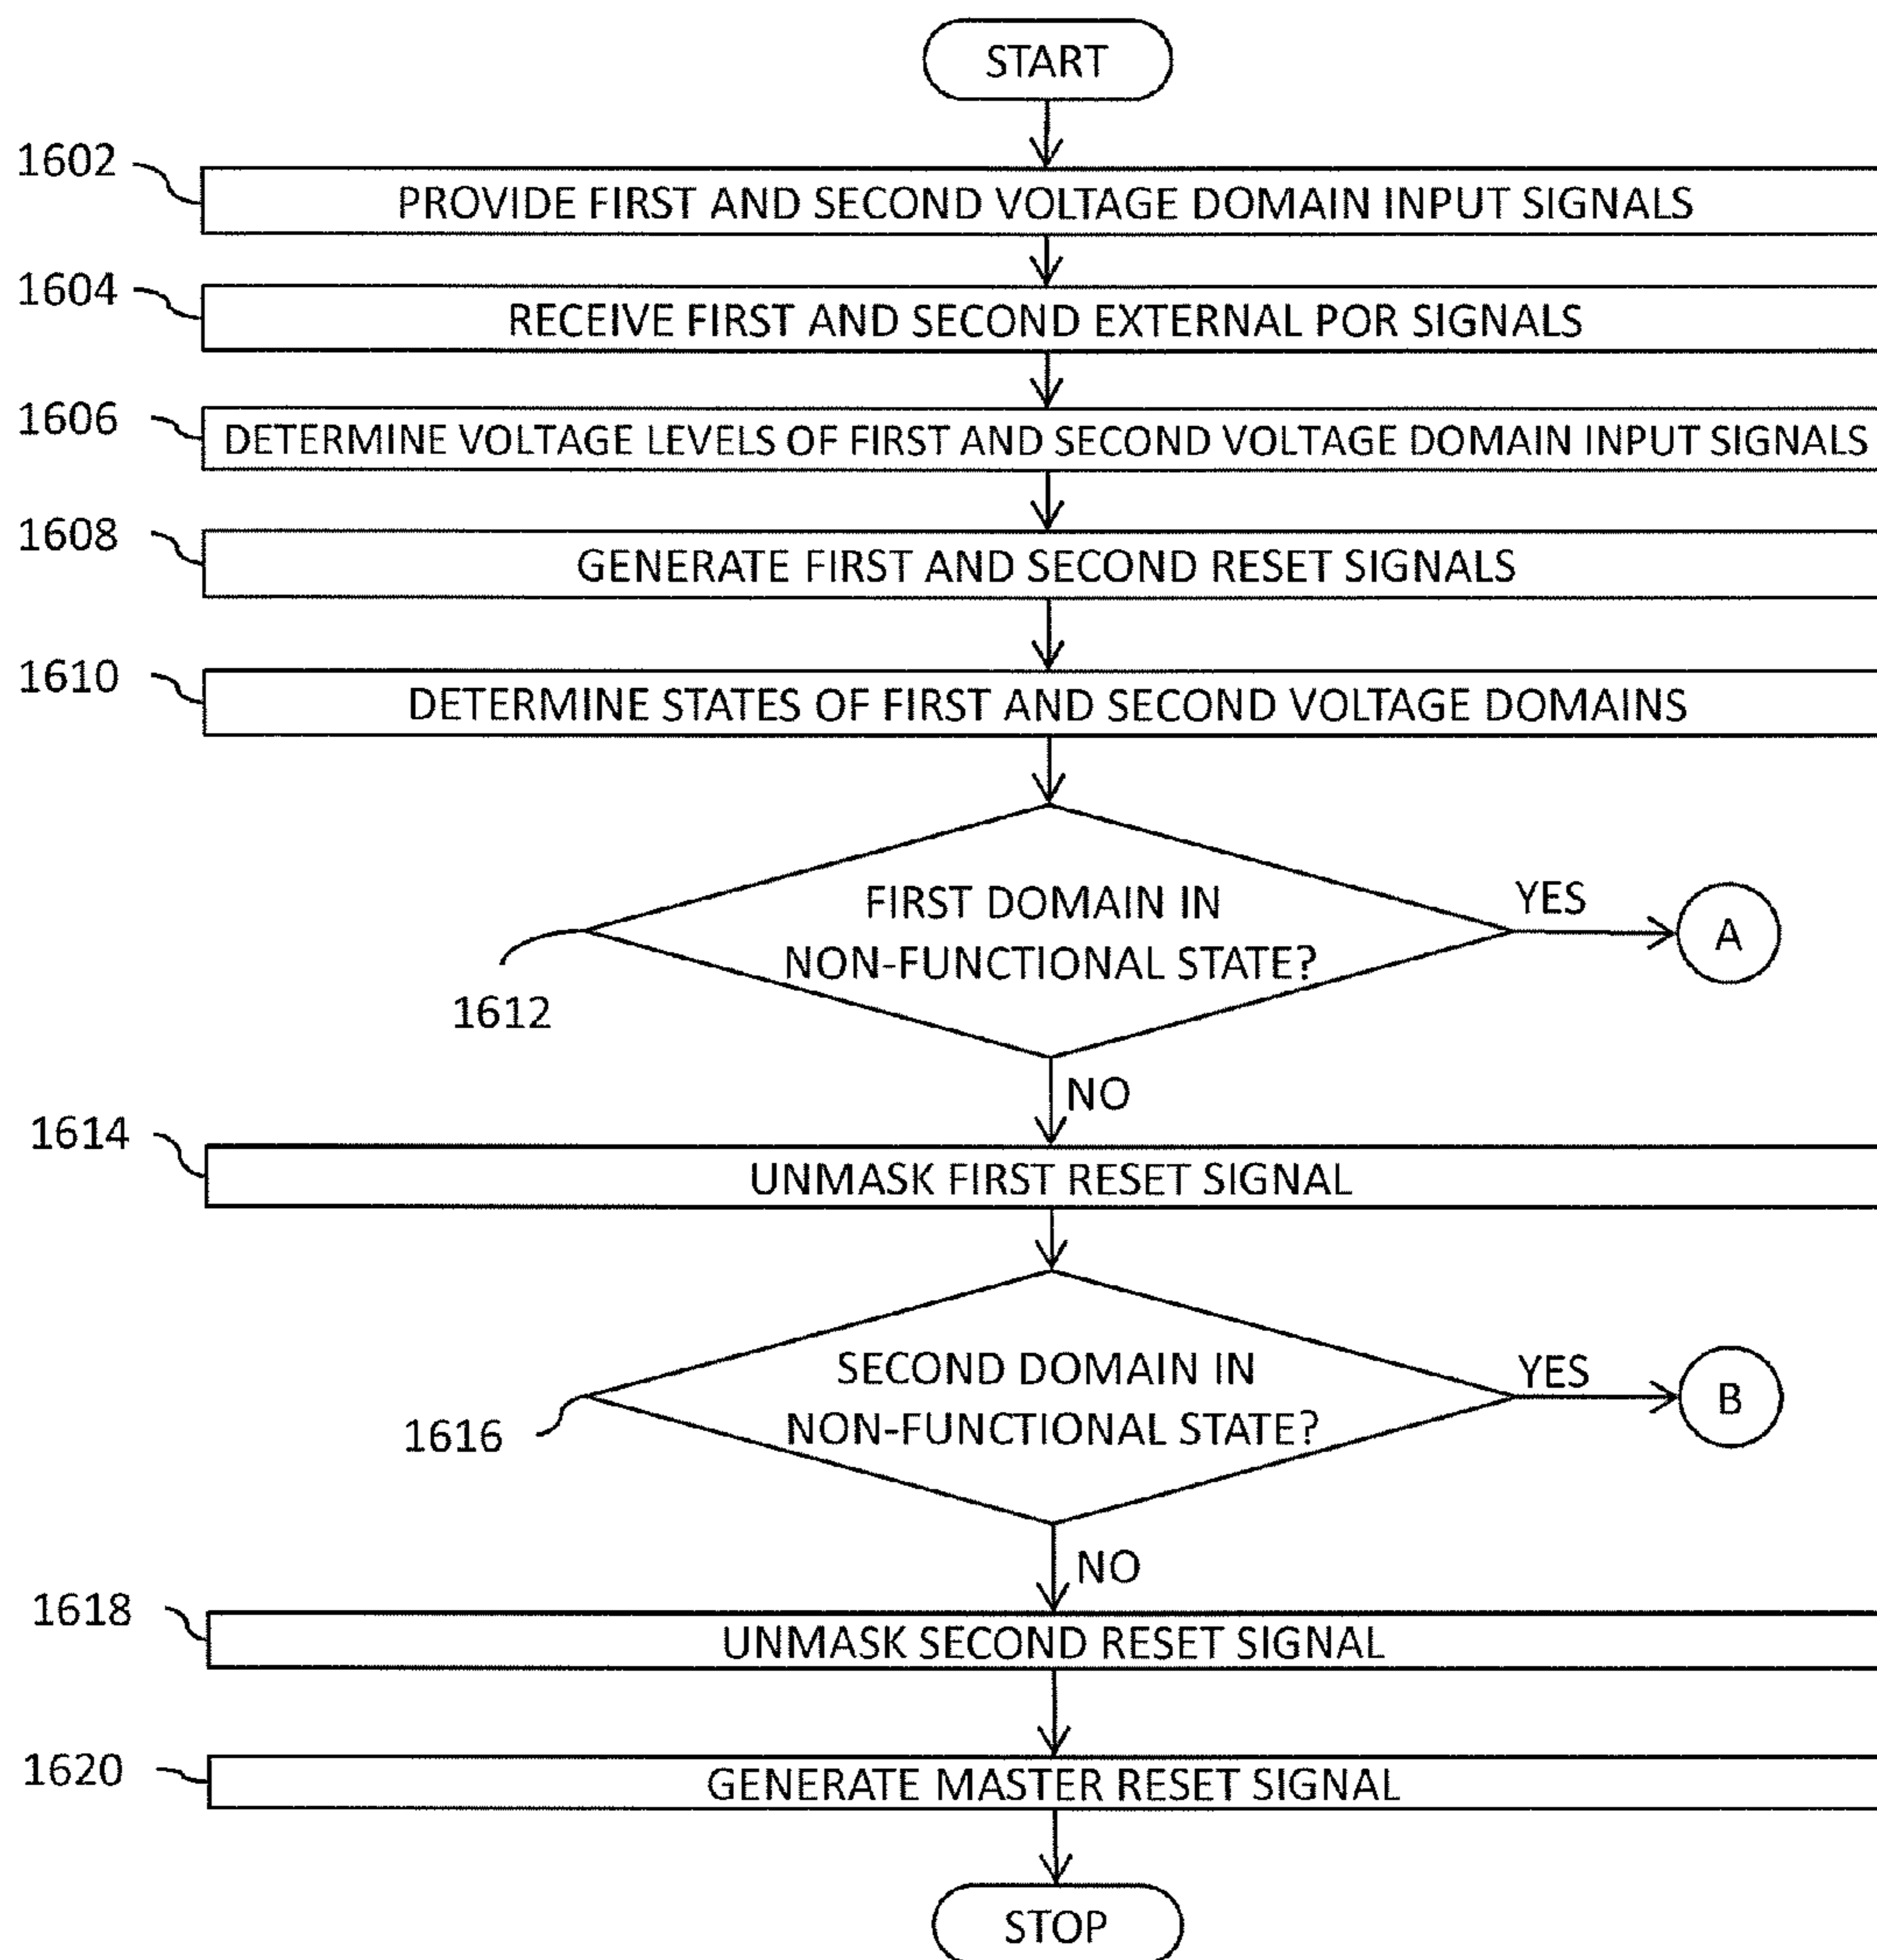 START
1602
PROVIDE FIRST AND SECOND VOLTAGE DOMAIN INPUT SIGNALS
1604
RECEIVE FIRST AND SECOND EXTERNAL POR SIGNALS
1606
DETERMINE VOLTAGE LEVELS OF FIRST AND SECOND VOLTAGE DOMAIN INPUT SIGNALS
1608
GENERATE FIRST AND SECOND RESET SIGNALS
1610
DETERMINE STATES OF FIRST AND SECOND VOLTAGE DOMAINS
FIRST DOMAIN IN
NON-FUNCTIONAL STATE?
YES
A
1612
NO
1614
UNMASK FIRST RESET SIGNAL
SECOND DOMAIN IN
NON-FUNCTIONAL STATE?
YES
B
1616
NO
1618
UNMASK SECOND RESET SIGNAL
1620
GENERATE MASTER RESET SIGNAL
STOP